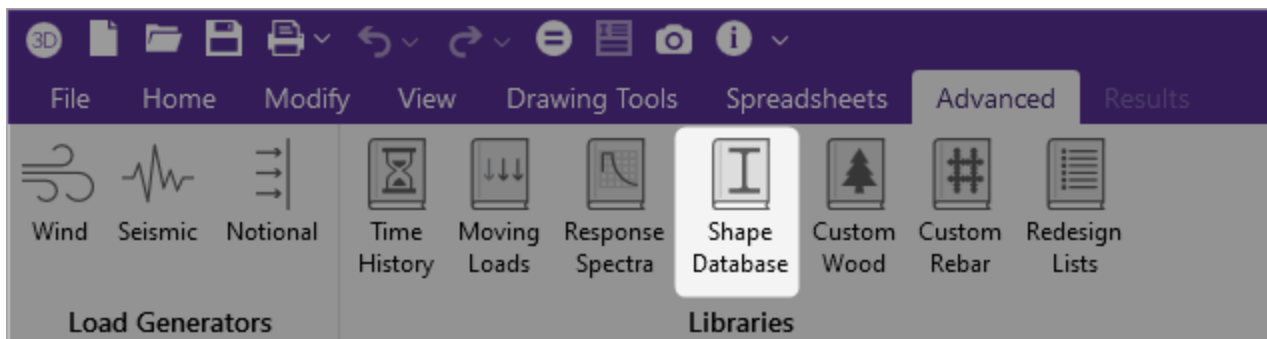 3D
File Home Modify View Drawing Tools Spreadsheets Advanced Results
Wind Seismic Notional Time History Moving Loads Response Spectra Shape Database Custom Wood Custom Rebar Redesign Lists
Load Generators Libraries